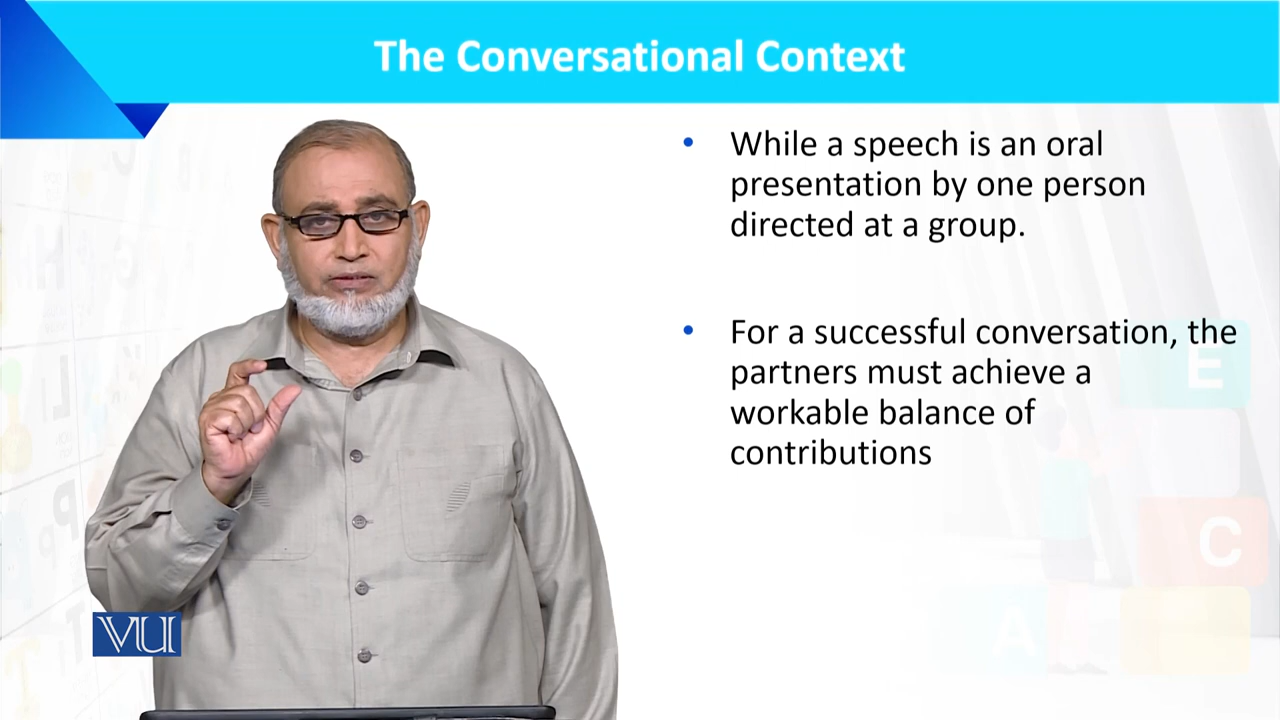 The Conversational Context
• While a speech is an oral
presentation by one person
directed at a group.
• For a successful conversation, the
partners must achieve a
workable balance of
contributions
VU
E
C
A